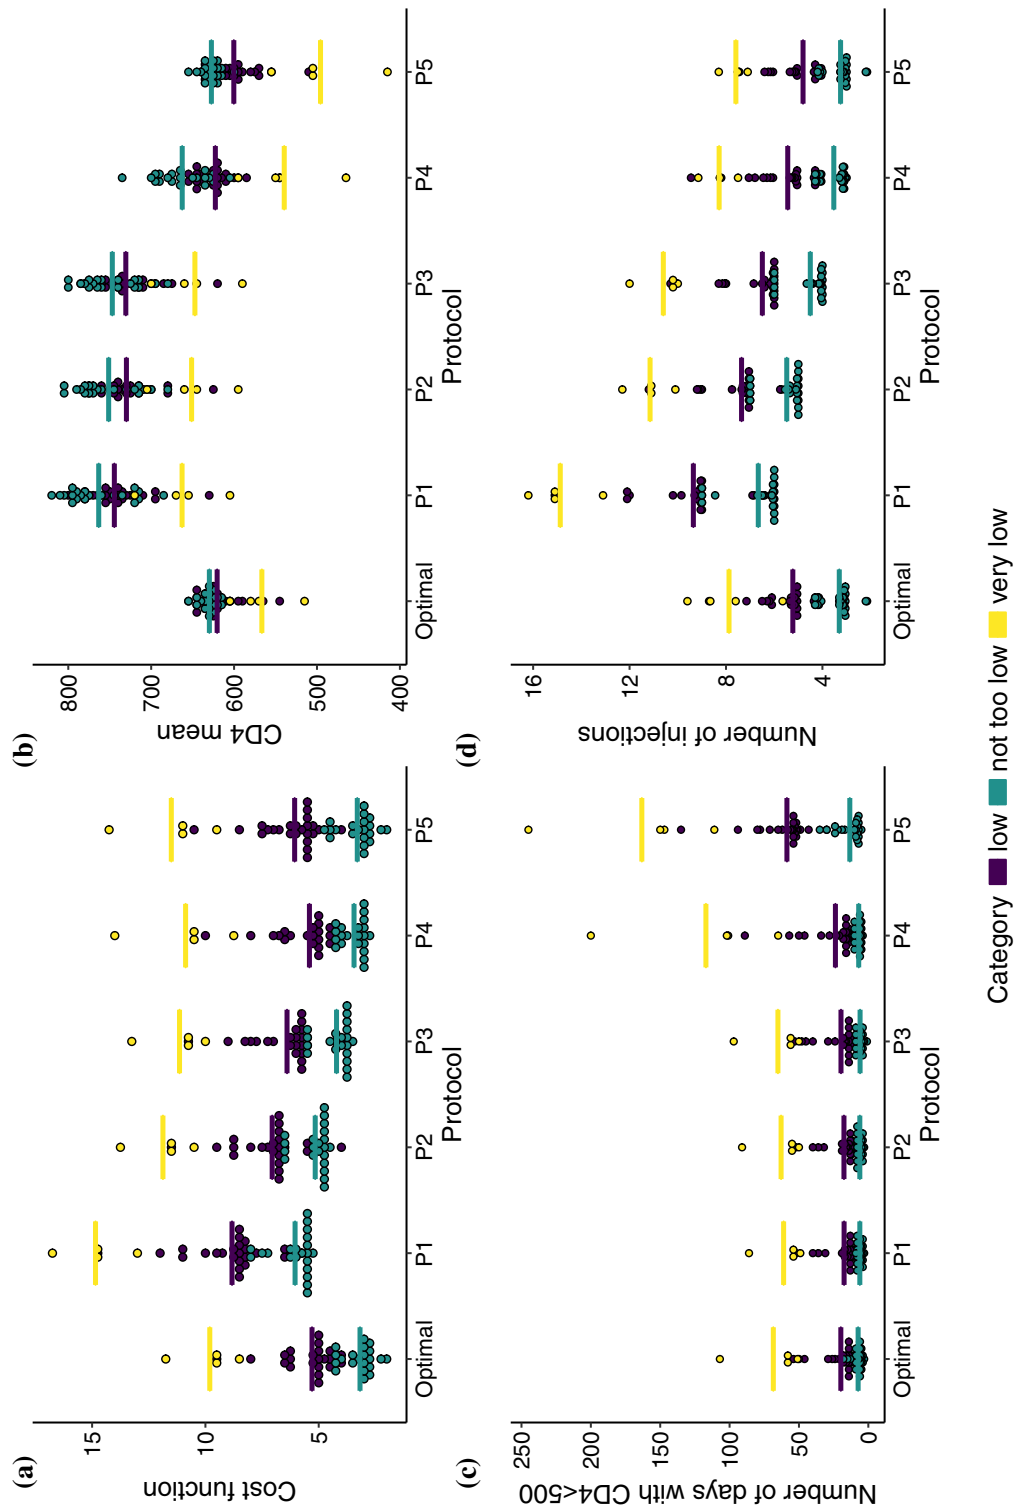 (a)
Cost function
15
10
5
Optimal P1 P2 P3 P4 P5
Protocol
(b)
CD4 mean
800
700
600
500
400
Optimal P1 P2 P3 P4 P5
Protocol
(c)
Number of days with CD4<500
250
200
150
100
50
0
Optimal P1 P2 P3 P4 P5
Protocol
(d)
Number of injections
16
12
8
4
Optimal P1 P2 P3 P4 P5
Protocol
Category low not too low very low